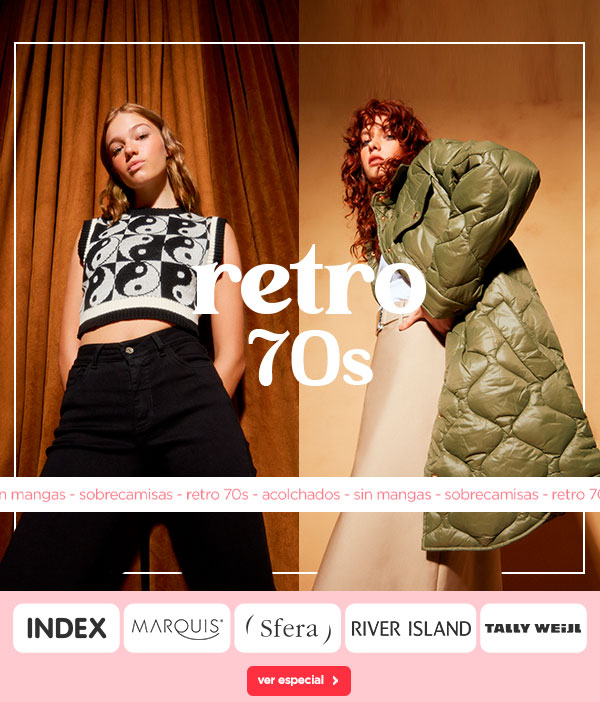 retro
70s
n mangas - sobrecamisas - retro 70s - acolchados - sin mangas - sobrecamisas - retro 70
INDEX
MARQUIS
( Sfera )
RIVER ISLAND
TALLY WEiJL
ver especial >